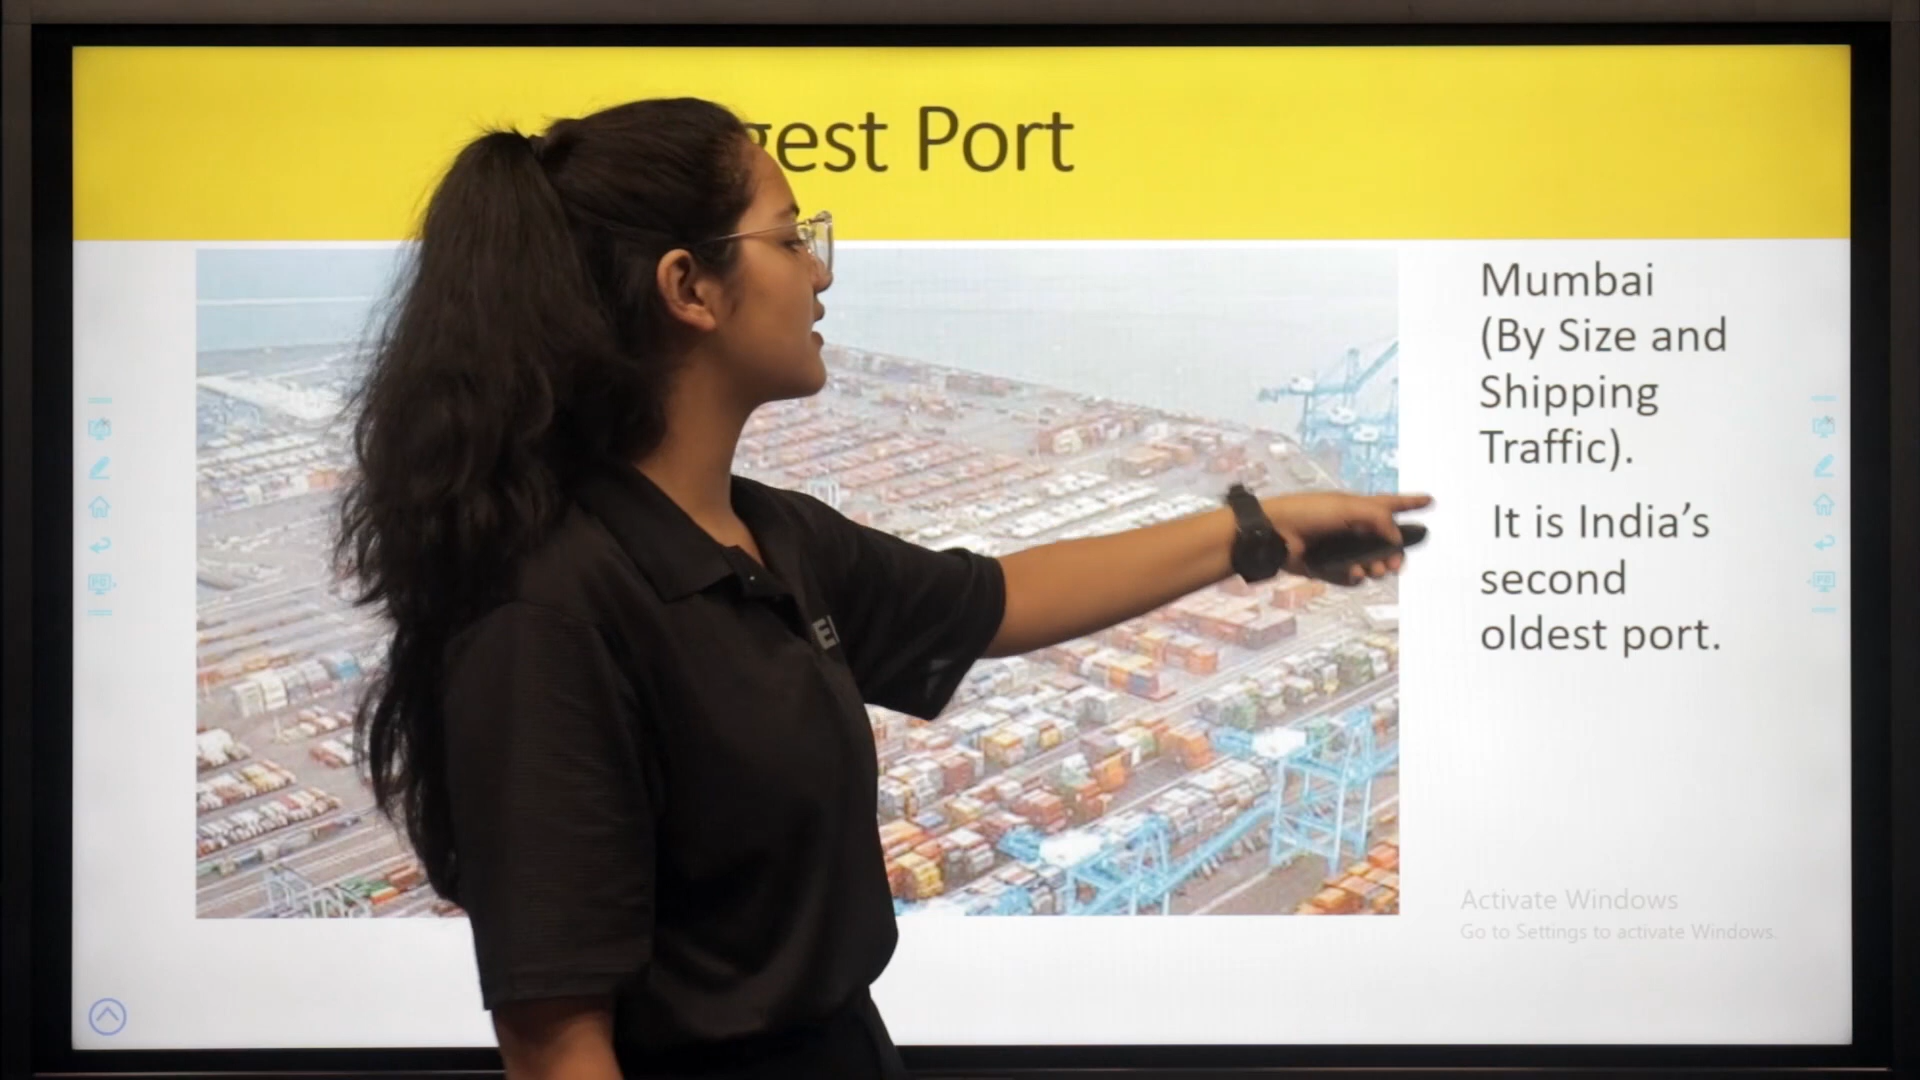 gest Port
Mumbai
(By Size and
Shipping
Traffic).
It is India’s
second
oldest port.
Activate Windows
Go to Settings to activate Windows.